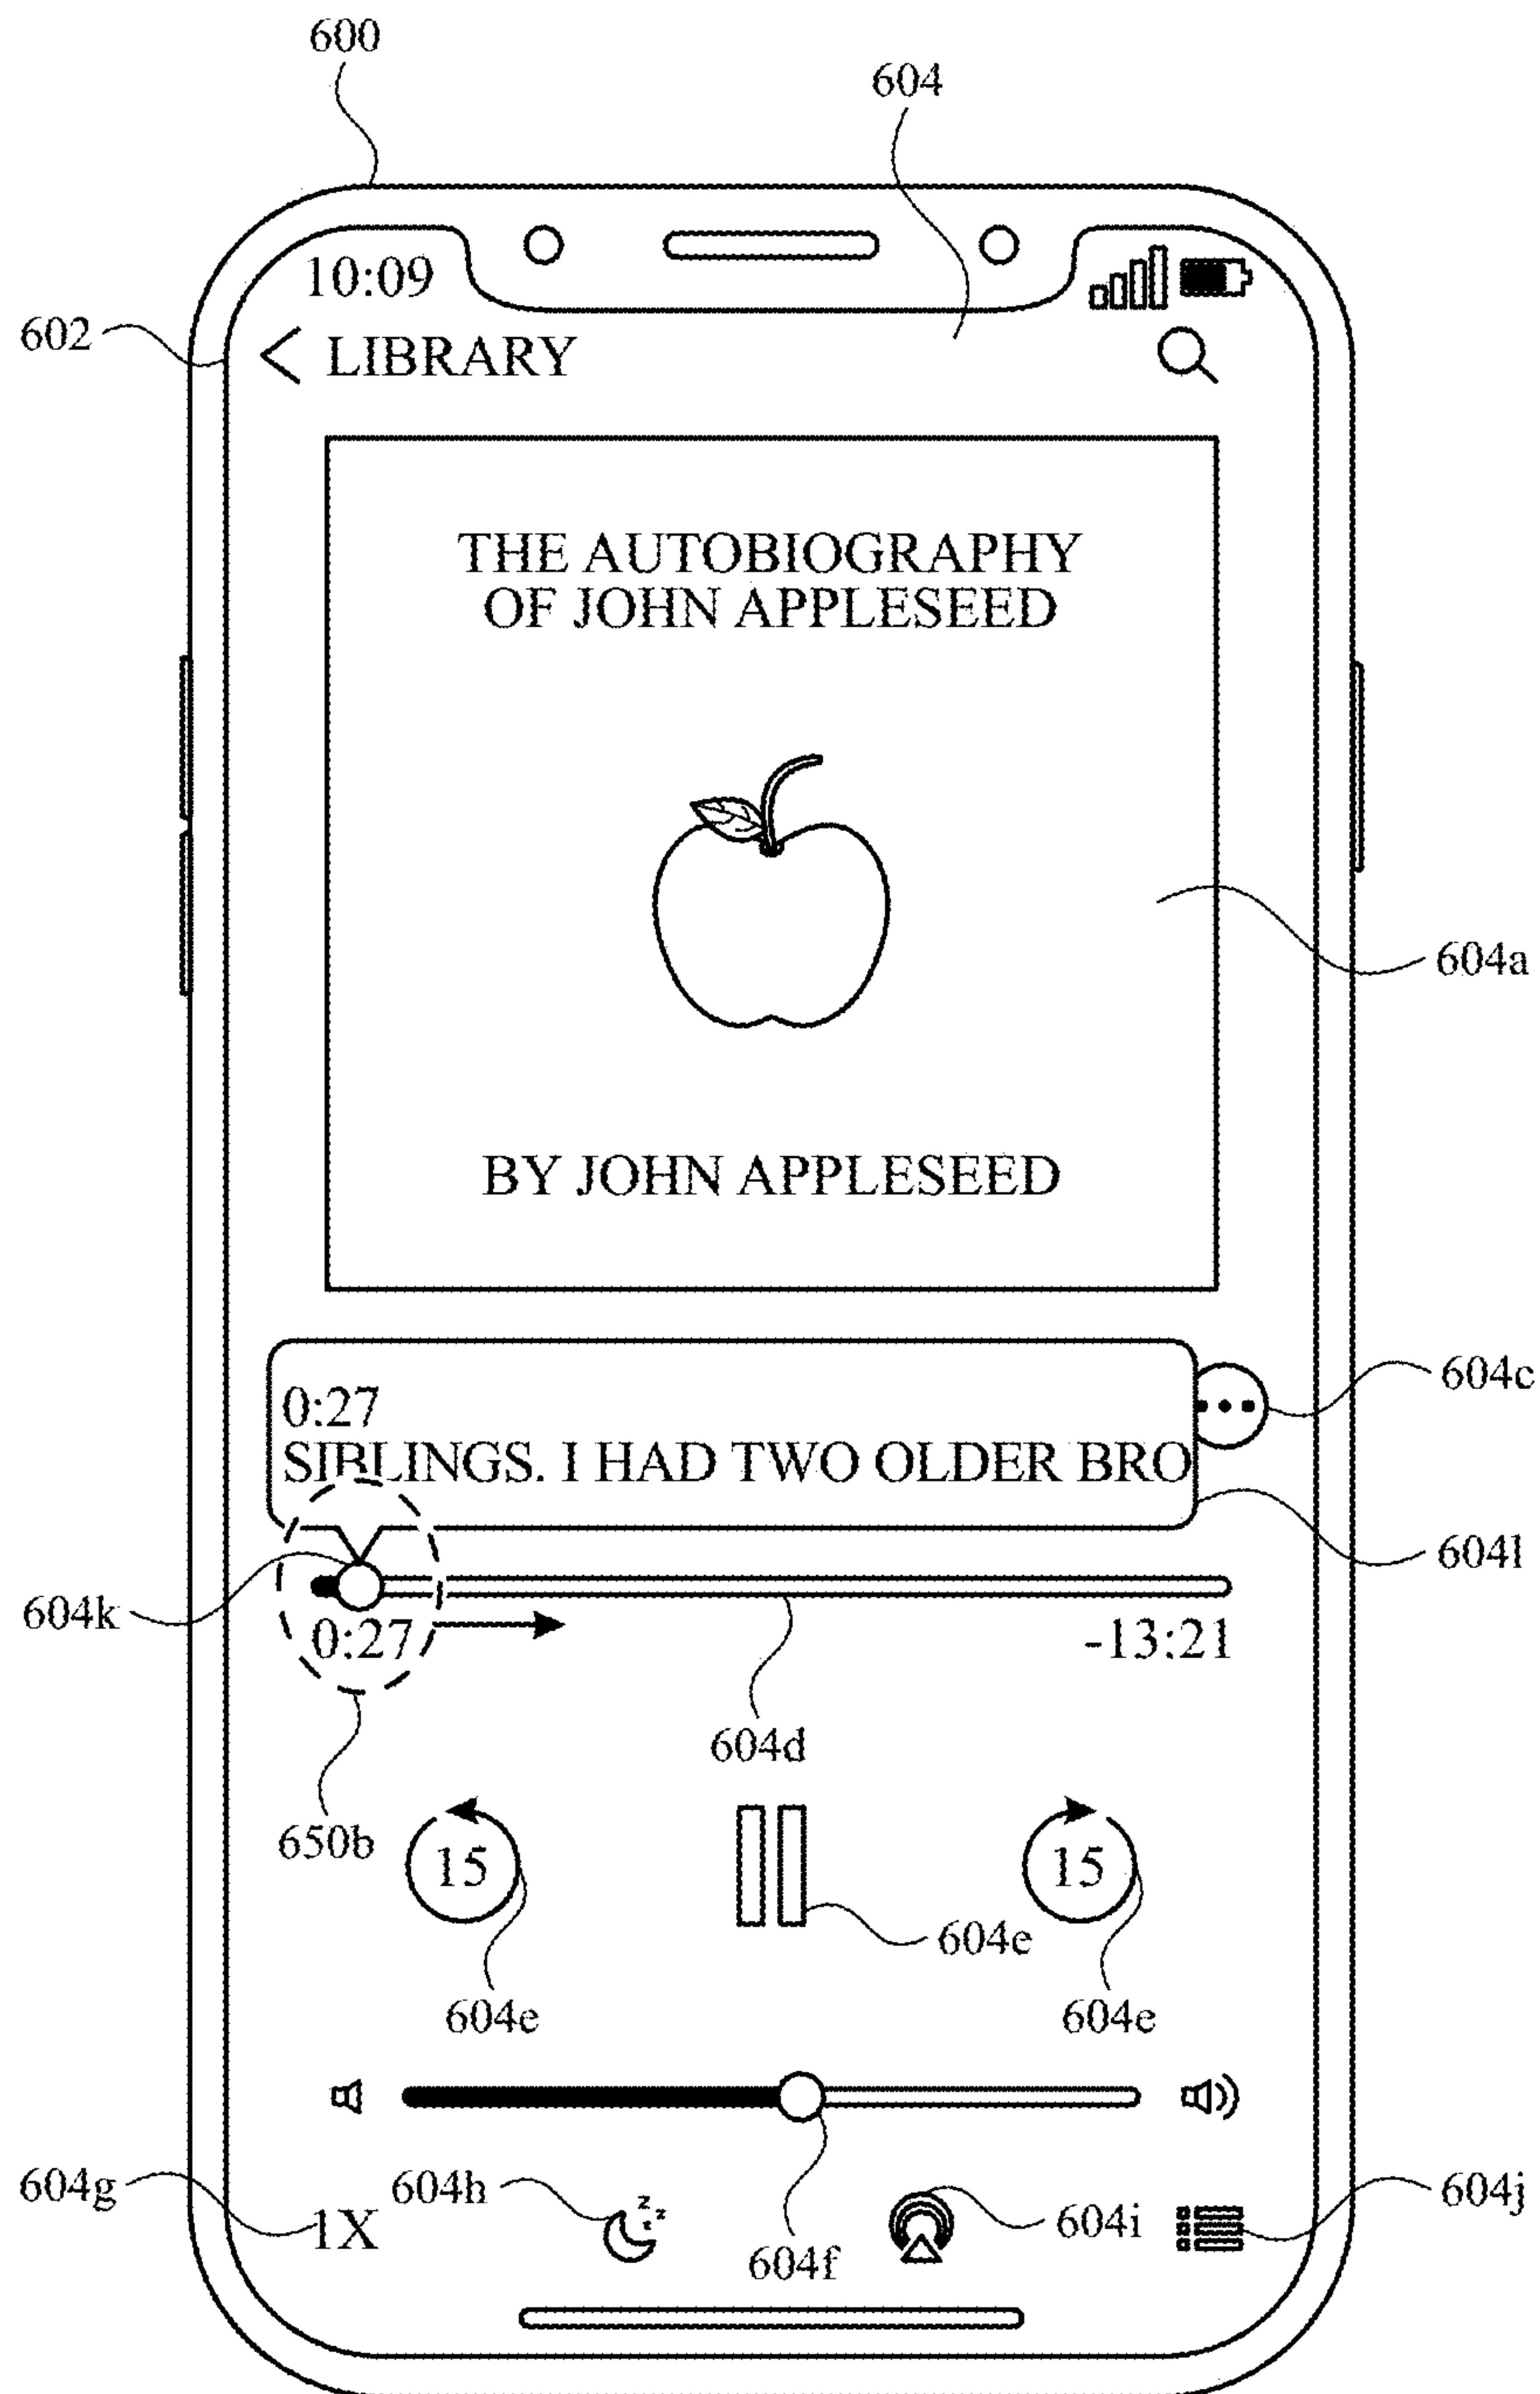 600
604
10:09
602
LIBRARY
THE AUTOBIOGRAPHY
OF JOHN APPLESEED
604a
BY JOHN APPLESEED
604c
0:27
SIBLINGS. I HAD TWO OLDER BRO
604l
604k
0:27
-13:21
604d
650b
15
15
604e
604e
604e
604g
604h
604j
1X
604i
604f
z
z
z
z